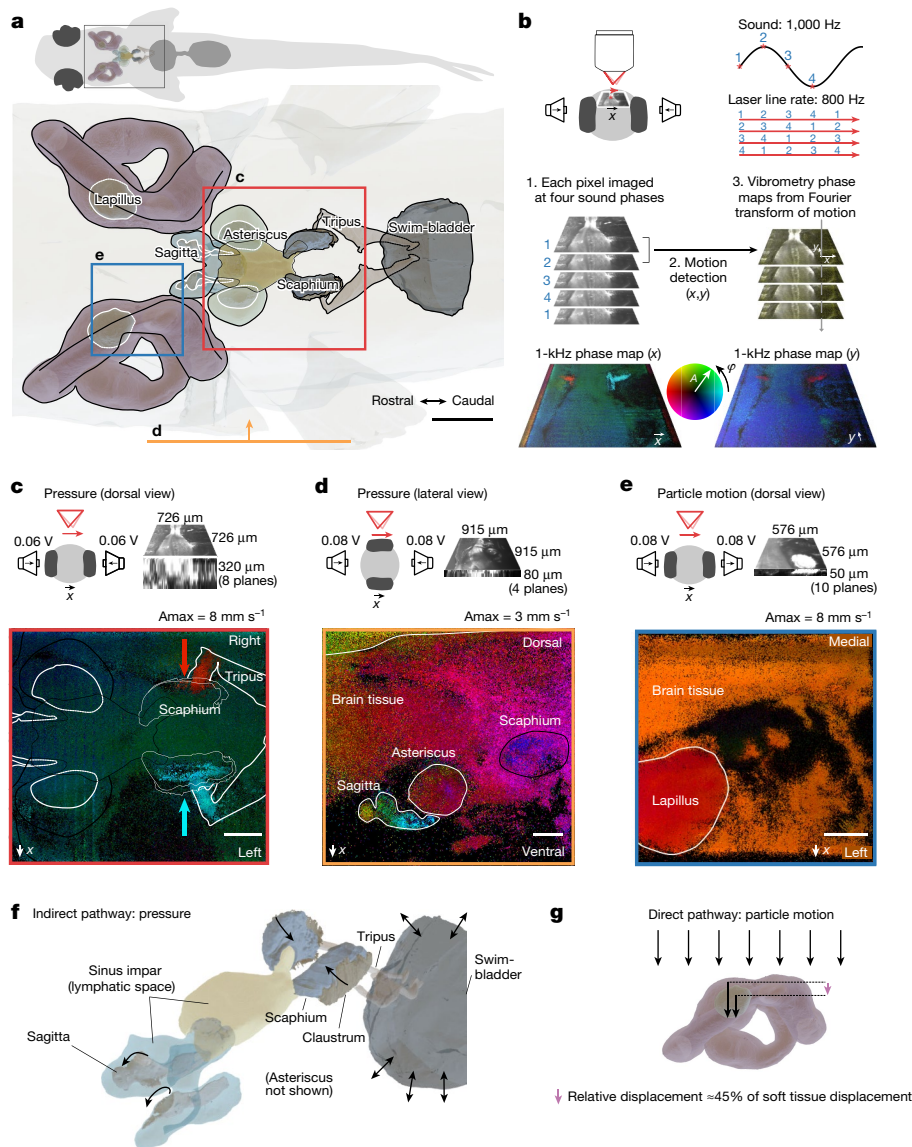 a
Lapillus
c
Asteriscus
Tripus
Swim-bladder
Sagitta
e
Scaphium
Rostral ↔ Caudal
d
b
Sound: 1,000 Hz
2
1
3
4
x
Laser line rate: 800 Hz
1 2 3 4 1
2 3 4 1 2
3 4 1 2 3
4 1 2 3 4
1. Each pixel imaged
at four sound phases
3. Vibrometry phase
maps from Fourier
transform of motion
1
2
3
4
1
2. Motion
detection
(x,y)
y
x
1-kHz phase map (x)
1-kHz phase map (y)
A
φ
x
y
c
Pressure (dorsal view)
0.06 V
0.06 V
x
726 μm
726 μm
320 μm
(8 planes)
Amax = 8 mm s⁻¹
Right
Tripus
Scaphium
x
Left
d
Pressure (lateral view)
0.08 V
0.08 V
x
915 μm
915 μm
80 μm
(4 planes)
Amax = 3 mm s⁻¹
Dorsal
Brain tissue
Scaphium
Asteriscus
Sagitta
x
Ventral
e
Particle motion (dorsal view)
0.08 V
0.08 V
x
576 μm
576 μm
50 μm
(10 planes)
Amax = 8 mm s⁻¹
Medial
Brain tissue
Lapillus
x
Left
f
Indirect pathway: pressure
Tripus
Swim-
bladder
Sinus impar
(lymphatic space)
Scaphium
Claustrum
Sagitta
(Asteriscus
not shown)
g
Direct pathway: particle motion
Relative displacement ≈45% of soft tissue displacement